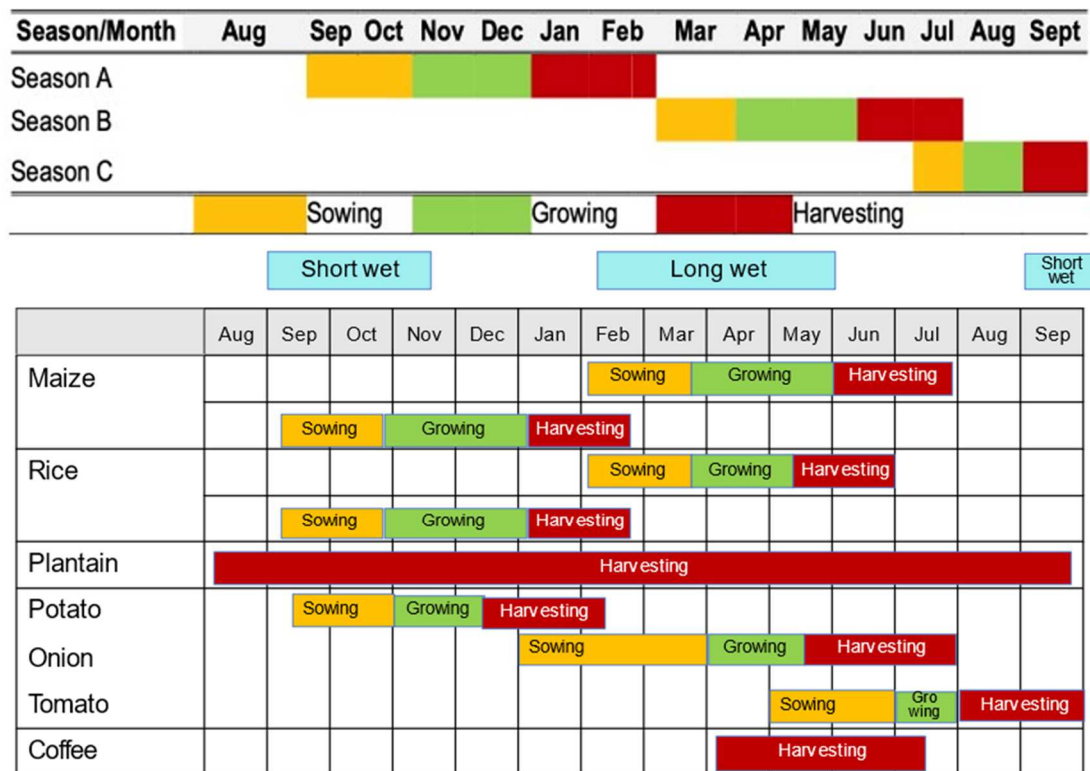 Season/Month Aug Sep Oct Nov Dec Jan Feb Mar Apr May Jun Jul Aug Sept
Season A
Season B
Season C
Sowing Growing Harvesting
Short wet Long wet Short wet
Aug Sep Oct Nov Dec Jan Feb Mar Apr May Jun Jul Aug Sep
Maize Sowing Growing Harvesting
Sowing Growing Harvesting
Rice Sowing Growing Harvesting
Sowing Growing Harvesting
Plantain Harvesting
Potato Sowing Growing Harvesting
Onion Sowing Growing Harvesting
Tomato Sowing Gro wing Harvesting
Coffee Harvesting